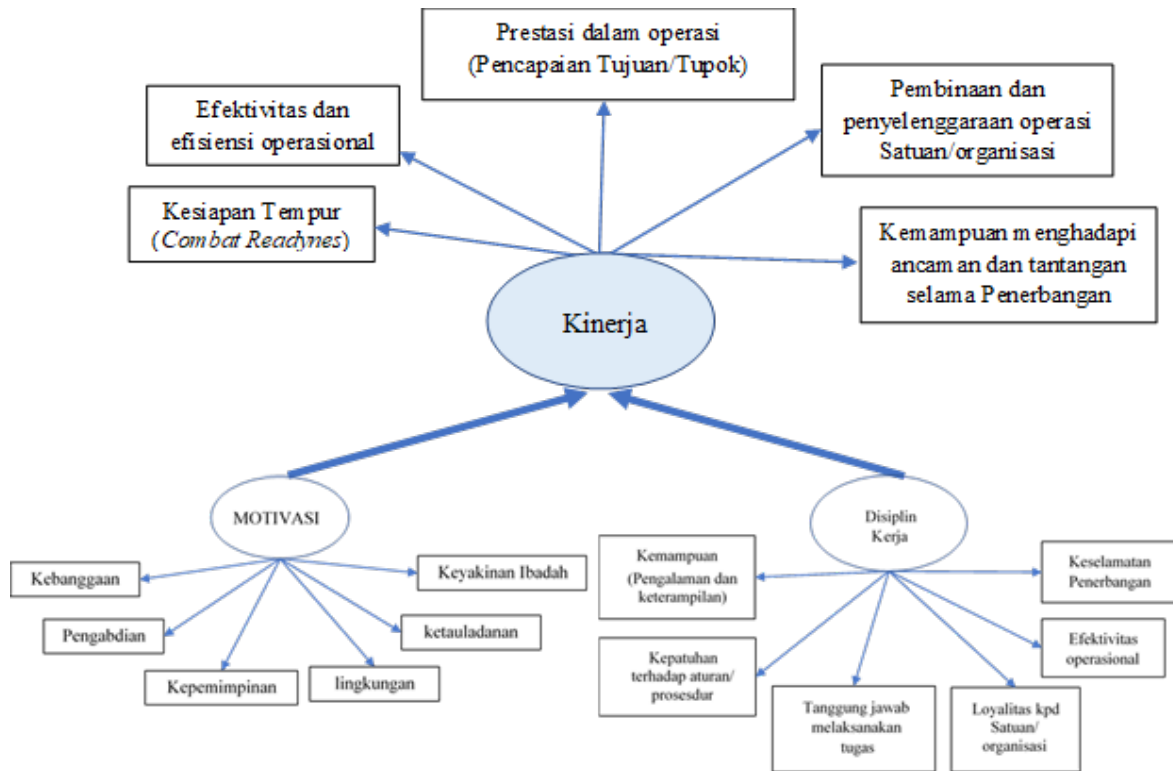 Prestasi dalam operasi
(Pencapaian Tujuan/Tupok)
Efektivitas dan
efisiensi operasional
Pembinaan dan
penyelenggaraan operasi
Satuan/organisasi
Kesiapan Tempur
(Combat Readynes)
Kemampuan menghadapi
ancaman dan tantangan
selama Penerbangan
Kinerja
MOTIVASI
Kebanggaan
Pengabdian
Kepemimpinan
lingkungan
ketauladanan
Keyakinan Ibadah
Disiplin
Kerja
Kemampuan
(Pengalaman dan
keterampilan)
Kepatuhan
terhadap aturan/
prosesdur
Tanggung jawab
melaksanakan
tugas
Loyalitas kpd
Satuan/
organisasi
Efektivitas
operasional
Keselamatan
Penerbangan